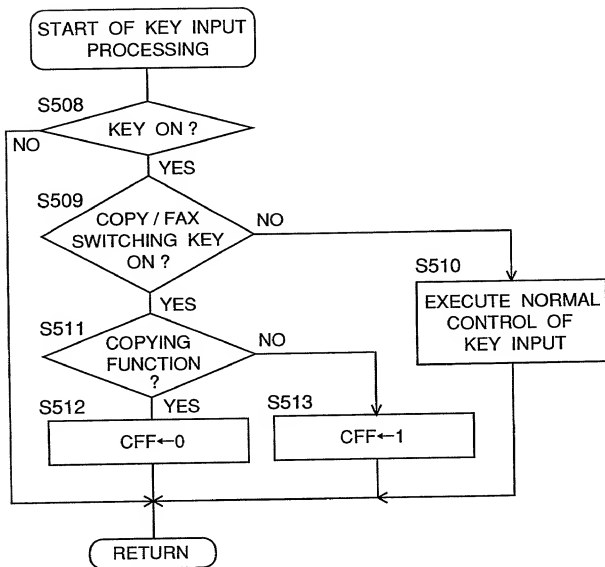 START OF KEY INPUT
PROCESSING
S508
KEY ON ?
NO
YES
S509
COPY / FAX
SWITCHING KEY
ON ?
NO
YES
S510
EXECUTE NORMAL
CONTROL OF
KEY INPUT
S511
COPYING
FUNCTION
?
NO
YES
S512
CFF←0
S513
CFF←1
RETURN